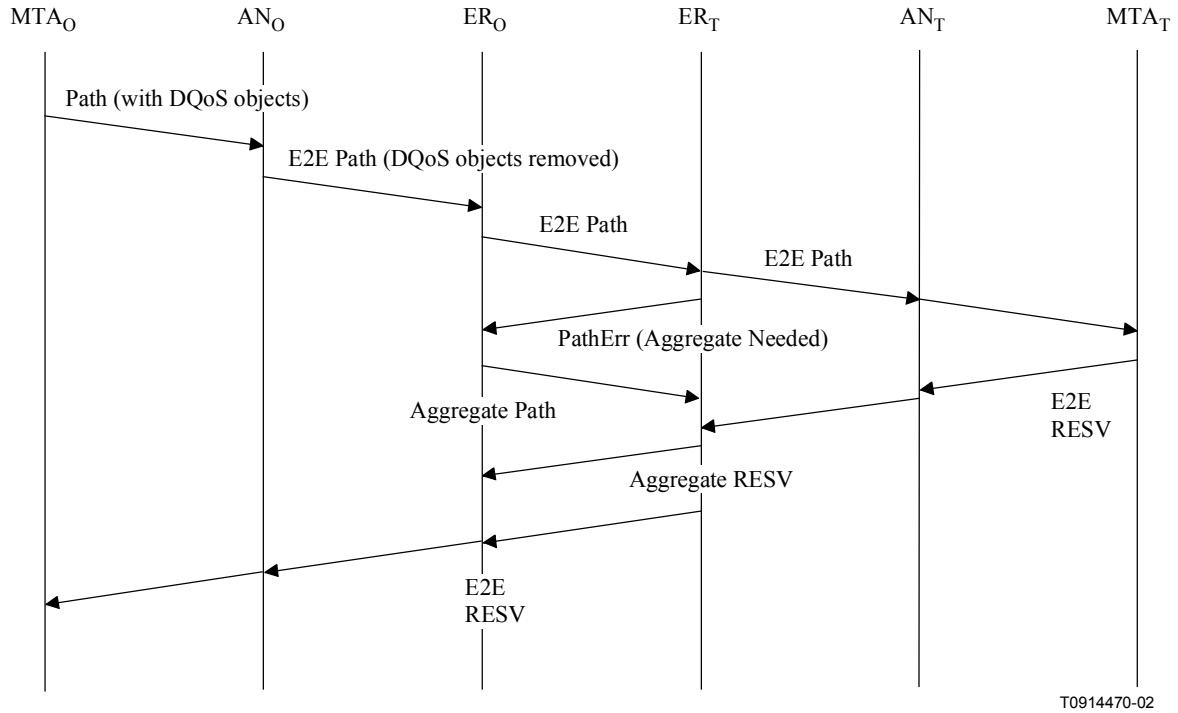 MTAO ANO ERO ERT ANT MTAT
Path (with DQoS objects)
E2E Path (DQoS objects removed)
E2E Path
E2E Path
PathErr (Aggregate Needed)
Aggregate Path
E2E
RESV
Aggregate RESV
E2E
RESV
T0914470-02